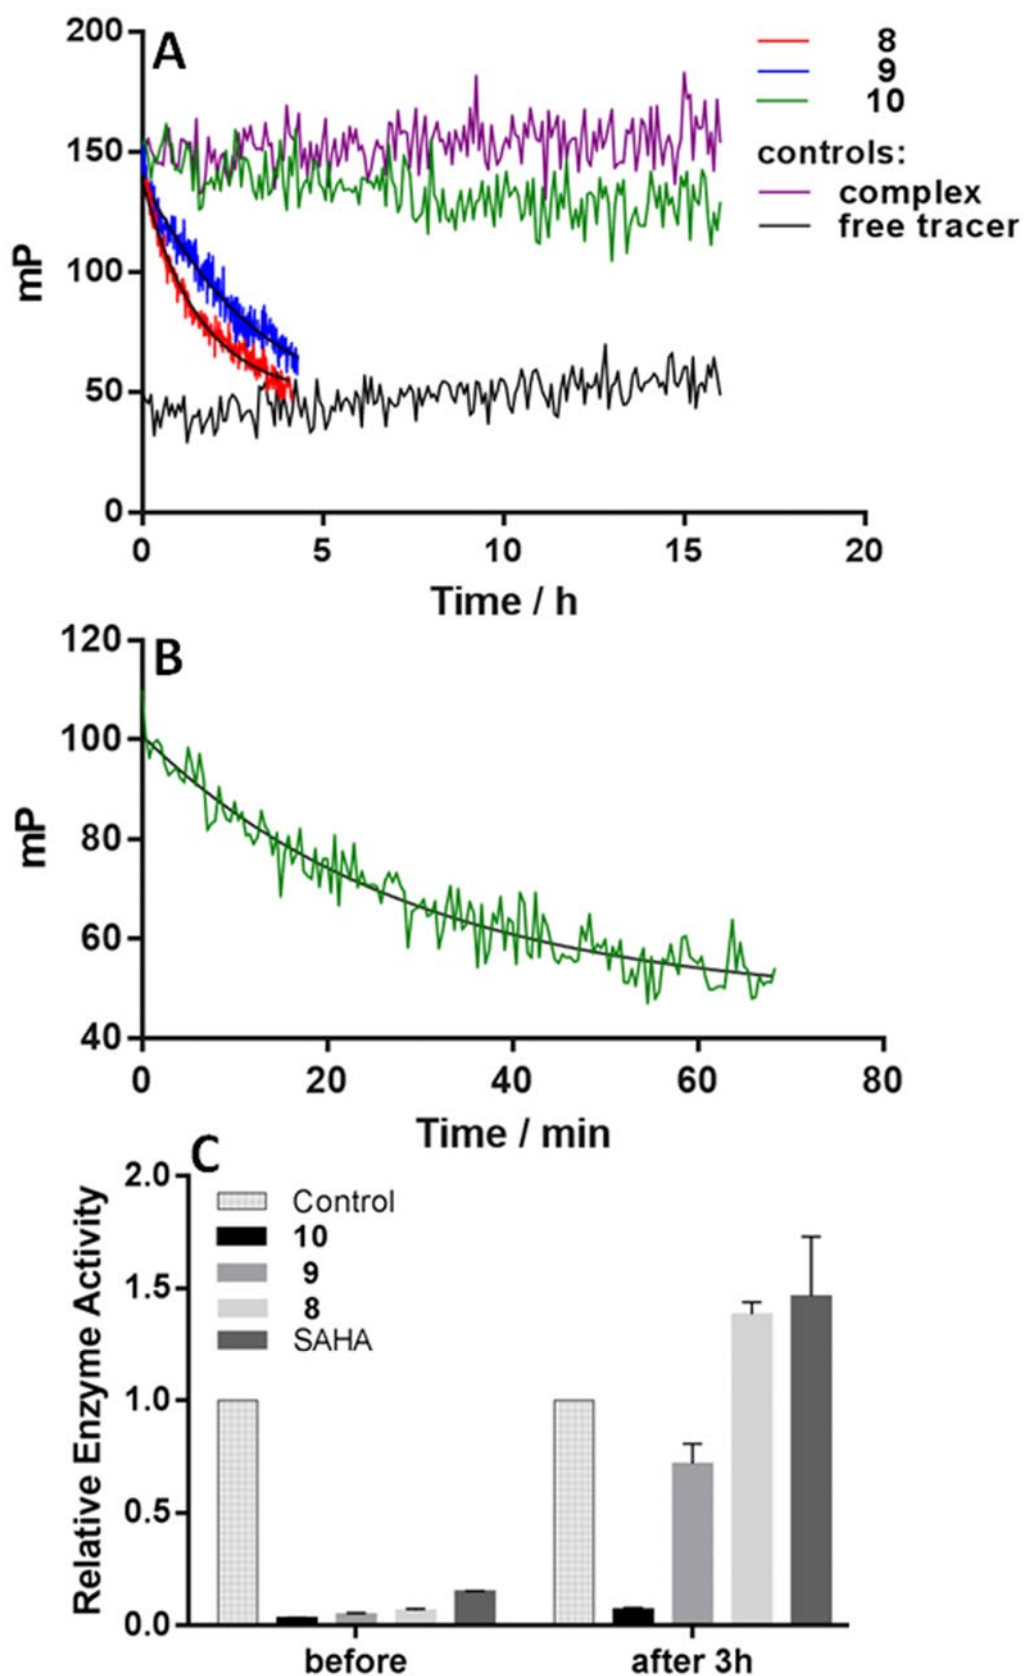 A
200
150
100
50
0
mP
0 5 10 15 20
Time / h
8
9
10
controls:
complex
free tracer
B
120
100
80
60
40
mP
0 20 40 60 80
Time / min
C
2.0
1.5
1.0
0.5
0.0
Relative Enzyme Activity
Control
10
9
8
SAHA
before after 3h